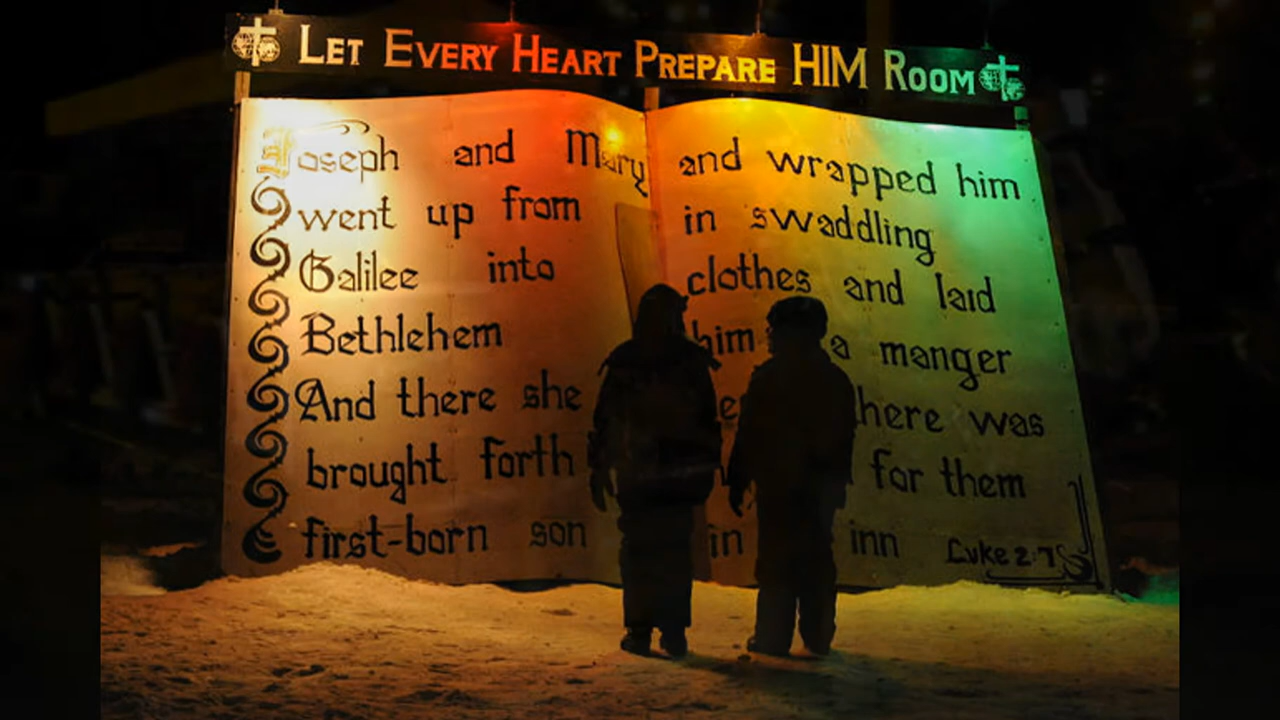 LET EVERY HEART PREPARE HIM ROOM
Joseph and Mary
went up from
Galilee into
Bethlehem
And there she
brought forth
first-born son
and wrapped him
in swaddling
clothes and laid
him a manger
here was
for them
in inn
Luke 2:7